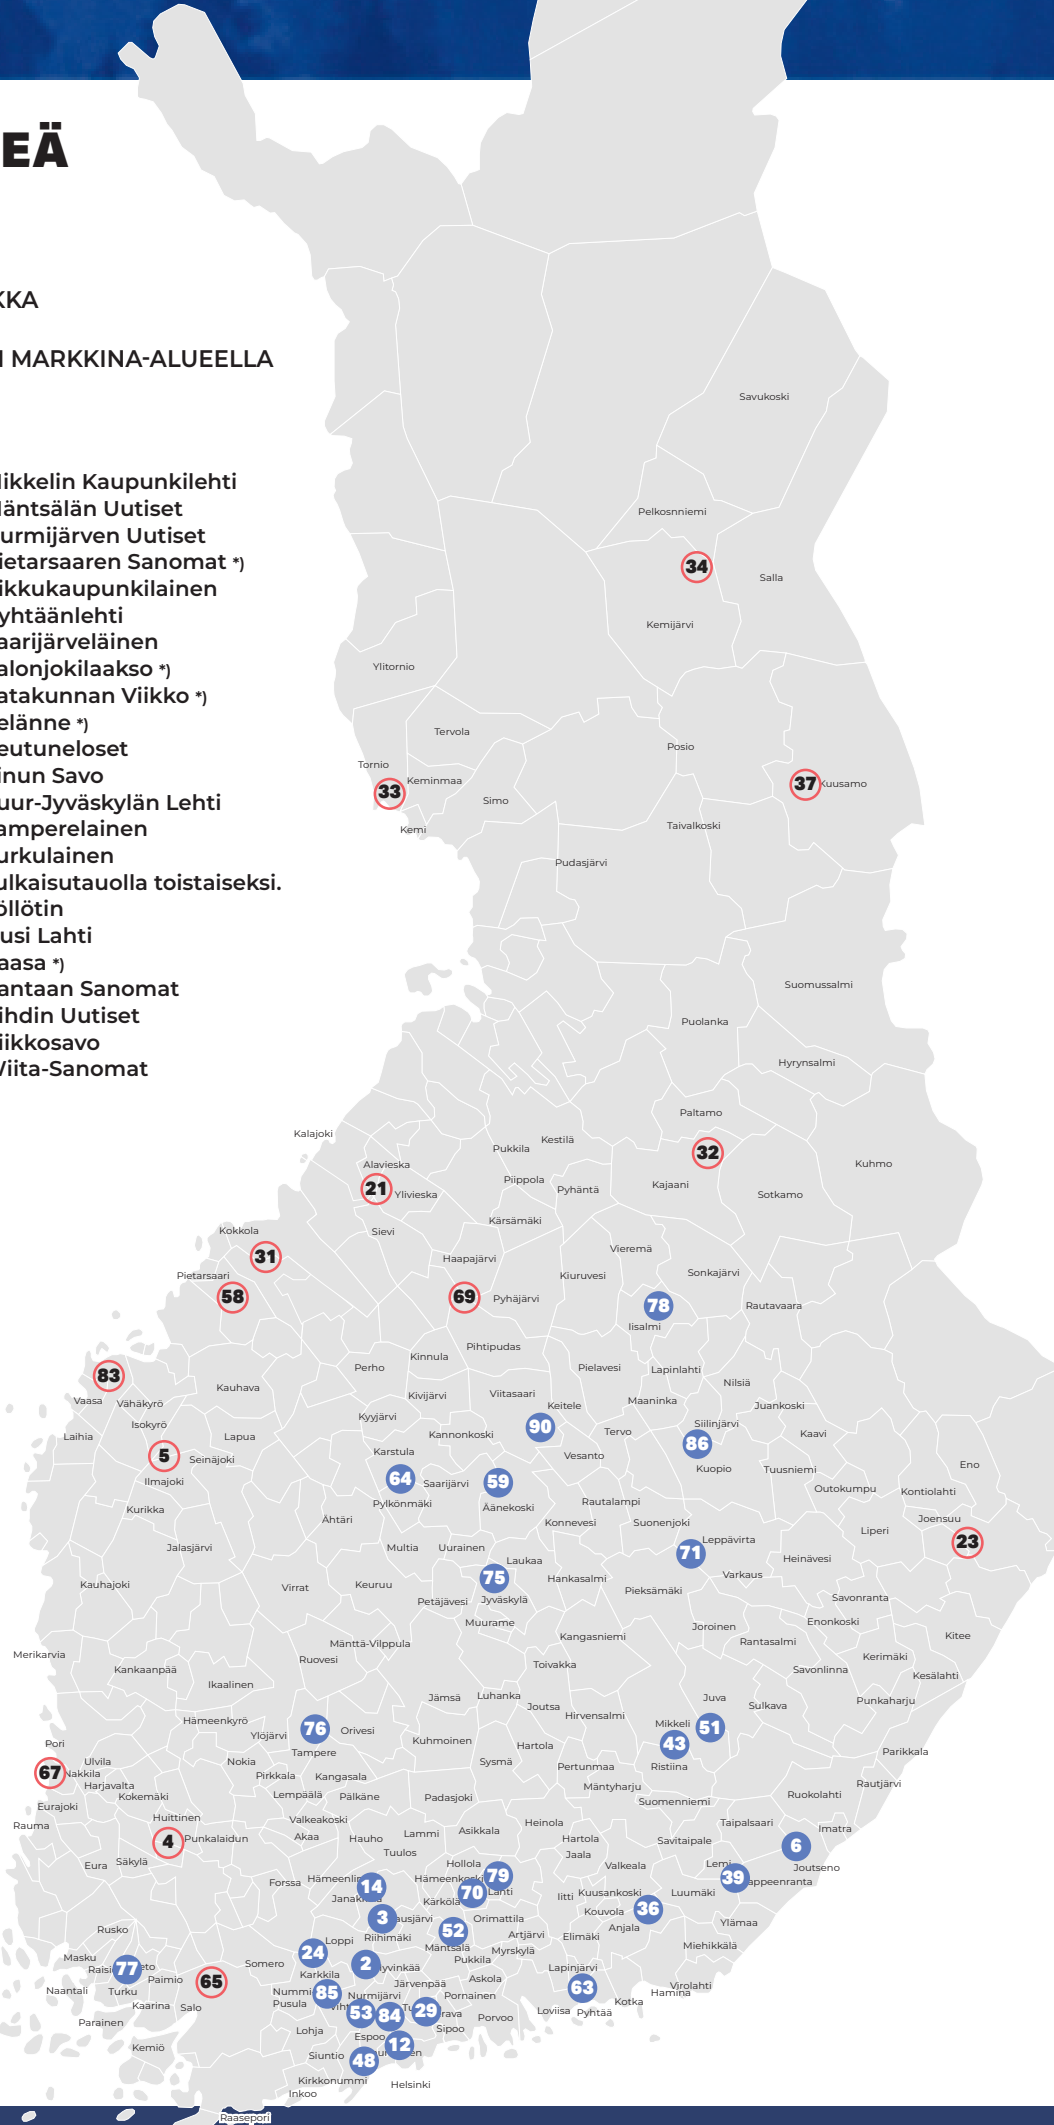 EÄ
KKA
MARKKINA-ALUEELLA
ikkelin Kaupunkilehti
äntsälän Uutiset
urmijärven Uutiset
ietarsaaren Sanomat *)
ikkukaupunkilainen
yhtäänlehti
aarijärveläinen
alonjokilaakso *)
atakunnan Viikko *)
elänne *)
eutuneloset
inun Savo
uur-Jyväskylän Lehti
amperelainen
urkulainen
ulkaisutauolla toistaiseksi.
öllötin
usi Lahti
aasa *)
antaan Sanomat
ihdin Uutiset
iikkosavo
Viita-Sanomat
Savukoski
Pelkosnniemi
34
Salla
Kemijärvi
Ylitornio
Tervola
Posio
Tornio
Keminmaa
33
37 Kuusamo
Simo
Kemi
Taivalkoski
Pudasjärvi
Suomussalmi
Puolanka
Hyrynsalmi
Paltamo
Kalajoki
Kestilä
Pukkila
32
Alavieska
Kuhmo
Piippola
Kajaani
21 Ylivieska
Pyhäntä
Sotkamo
Kärsämäki
Kokkola
Sievi
Vieremä
31
Haapajärvi
Sonkajärvi
Pietarsaari
Kiuruvesi
58
69 Pyhäjärvi
78
Rautavaara
Iisalmi
Pihtipudas
Kinnula
Perho
Pielavesi
Lapinlahti
83
Nilsiä
Kauhava
Kivijärvi
Viitasaari
Vaasa
Vähäkyrö
Keitele
Maaninka
Juankoski
Kyyjärvi
Isokyrö
90
Siilinjärvi
Laihia
Lapua
Kannonkoski
Tervo
Kaavi
86
5
Seinäjoki
Karstula
Vesanto
Kuopio
Tuusniemi
Eno
Ilmajoki
64
Saarijärvi
59
Outokumpu
Kontiolahti
Kurikka
Pylkönmäki
Äänekoski
Rautalampi
Ähtäri
Konnevesi
Suonenjoki
Joensuu
Liperi
Leppävirta
23
Jalasjärvi
Multia
Uurainen
71
Laukaa
Heinävesi
Kauhajoki
Virrat
Keuruu
75
Hankasalmi
Varkaus
Pieksämäki
Petäjävesi
Jyväskylä
Savonranta
Muurame
Joroinen
Enonkoski
Kangasniemi
Kitee
Mänttä-Vilppula
Rantasalmi
Merikarvia
Ruovesi
Kerimäki
Toivakka
Kankaanpää
Savonlinna
Kesälahti
Ikaalinen
Jämsä
Luhanka
Juva
Punkaharju
Joutsa
Sulkava
Hirvensalmi
Hämeenkyrö
Mikkeli
51
76
Orivesi
Ylöjärvi
Kuhmoinen
Hartola
43
Pori
Tampere
Parikkala
Ulvila
Nokia
Sysmä
Pertunmaa
Ristiina
67 Nakkila
Pirkkala
Kangasala
Harjavalta
Mäntyharju
Rautjärvi
Kokemäki
Lempäälä
Pälkäne
Padasjoki
Suomenniemi
Ruokolahti
Eurajoki
Huittinen
Valkeakoski
Heinola
Taipalsaari
Rauma
Imatra
4 Punkalaidun
Akaa
Hauho
Lammi
Asikkala
Hartola
Savitaipale
6
Tuulos
Jaala
Eura
Säkylä
Hollola
Valkeala
Lemi
Joutseno
Forssa
Hämeenlin
Hämeenkoski
79
39 appeenranta
14
70
Lahti
Iitti
Kuusankoski
Luumäki
Janakkala
Kärkölä
36
3 ausjärvi
Orimattila
Kouvola
Ylämaa
Rusko
Anjala
Riihimäki
52
Artjärvi
Elimäki
Loppi
Mäntsälä
Miehikkälä
24
Myrskylä
Masku
Raisi
77 eto
Somero
2 yvinkää
Pukkila
Lapinjärvi
Karkkila
Paimio
65
Askola
Järvenpää
63
Virolahti
Naantali
Turku
Nummi
85
Nurmijärvi
Pornainen
Hamina
Kaarina
Salo
Pusula
Viht
53
84
Tu
29 rava
Loviisa
Pyhtää
Kotka
Parainen
Porvoo
Lohja
Sipoo
Espoo
12
Kemiö
Siuntio
48
au
en
Kirkkonummi
Helsinki
Inkoo
Raasepori